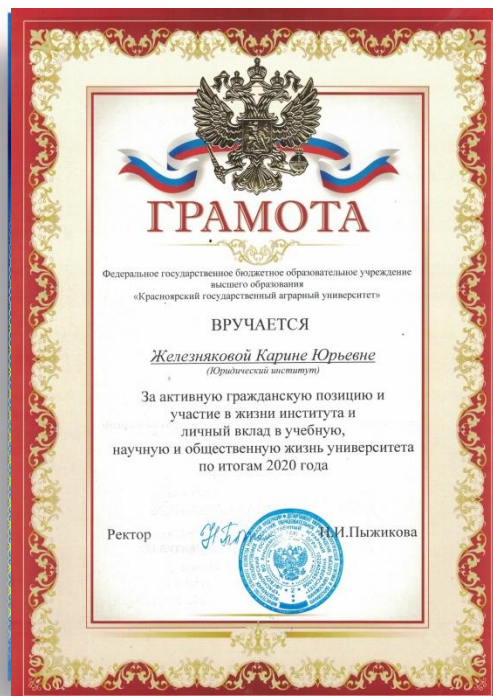 ГРАМОТА
Федеральное государственное бюджетное образовательное учреждение
высшего образования
«Красноярский государственный аграрный университет»
ВРУЧАЕТСЯ
Железняковой Карине Юрьевне
(Юридический институт)
За активную гражданскую позицию и
участие в жизни института и
личный вклад в учебную,
научную и общественную жизнь университета
по итогам 2020 года
Ректор Н.И.Пыжикова